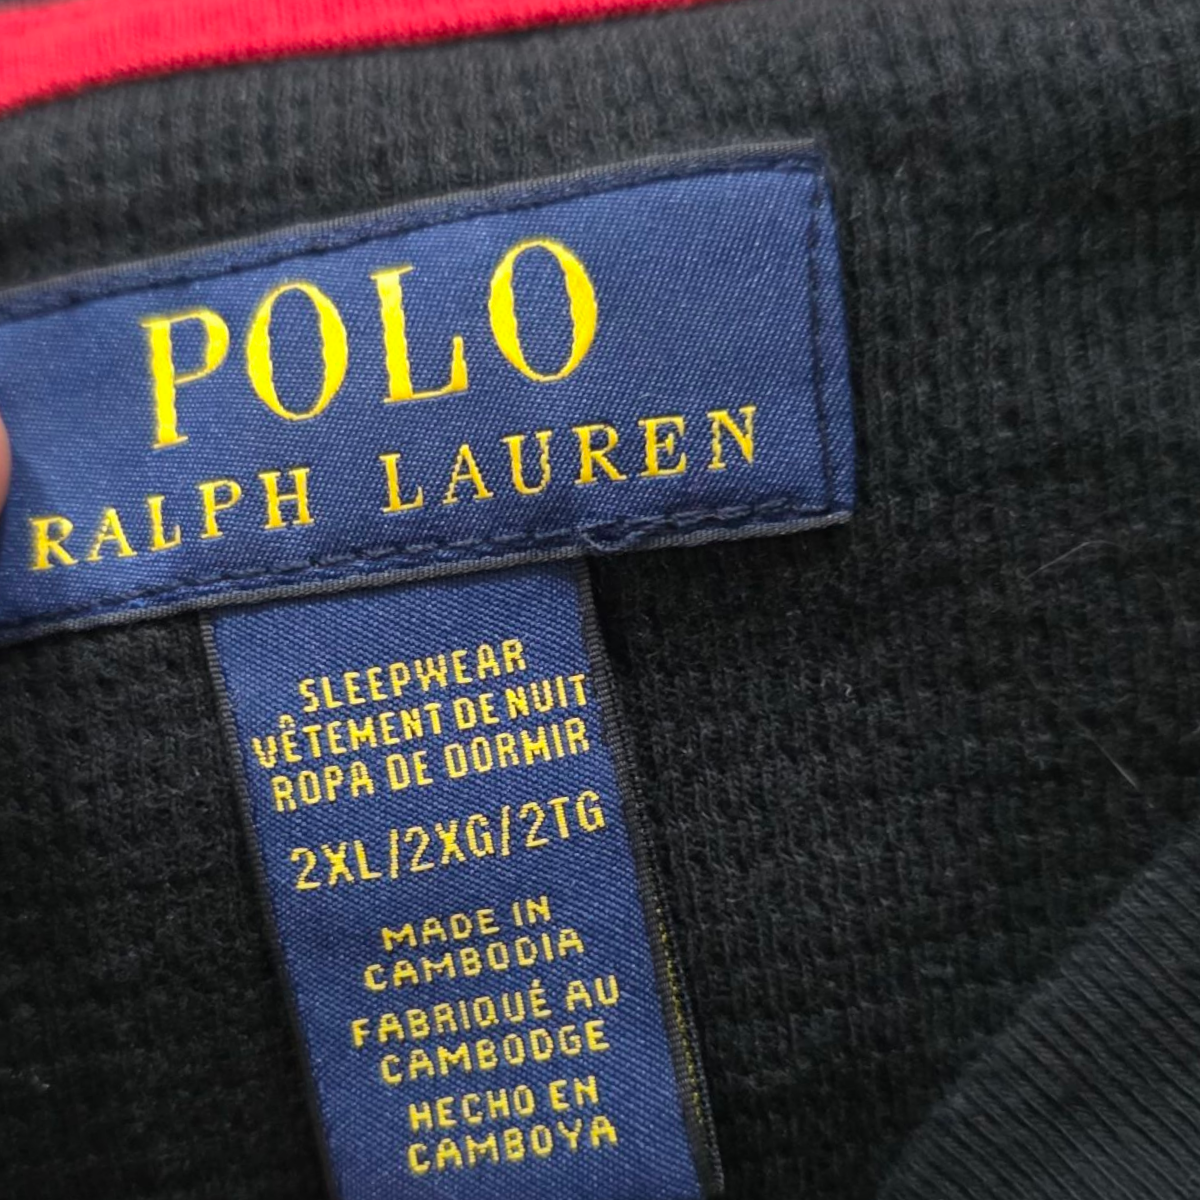 POLO
RALPH LAUREN
SLEEPWEAR
VÊTEMENT DE NUIT
ROPA DE DORMIR
2XL/2XG/2TG
MADE IN
CAMBODIA
FABRIQUÉ AU
CAMBODGE
HECHO EN
CAMBOYA